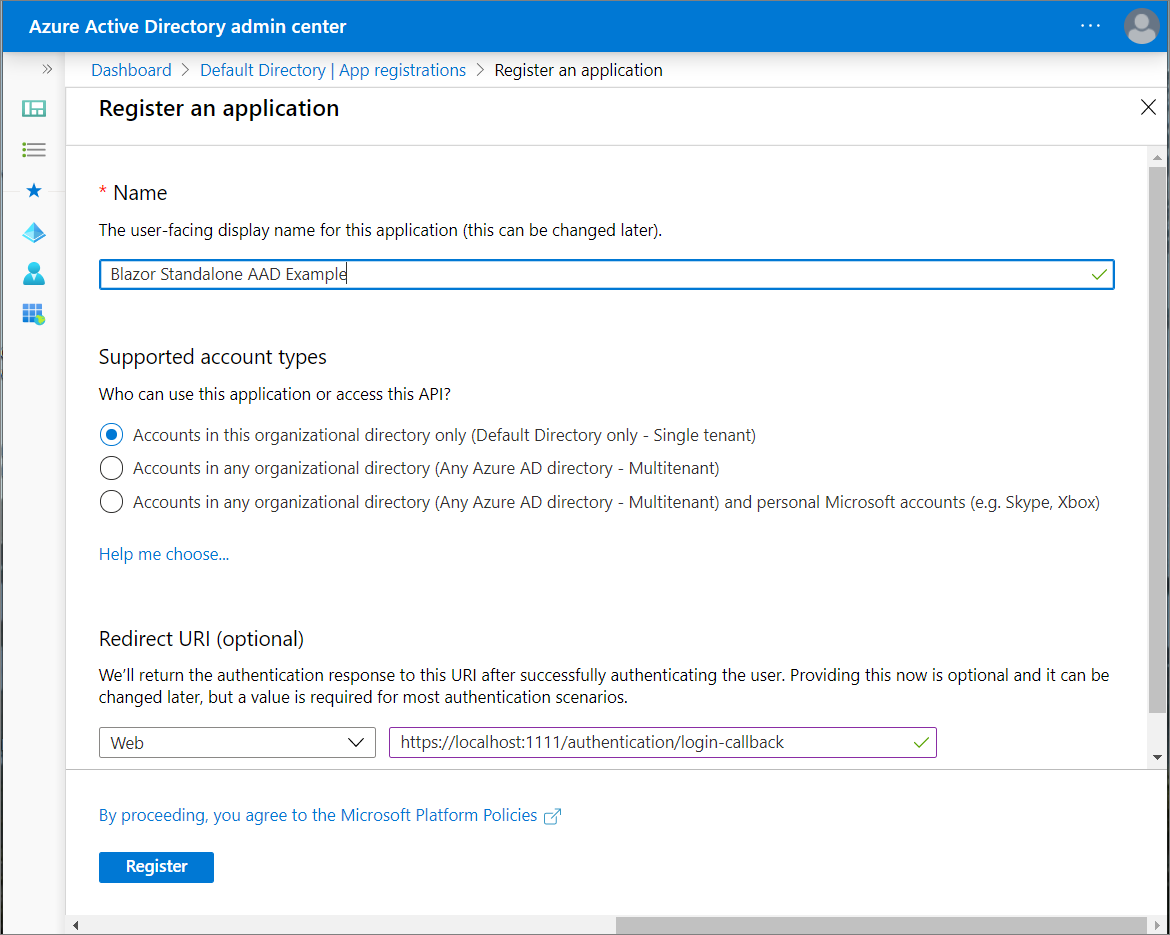 Azure Active Directory admin center
Dashboard > Default Directory | App registrations > Register an application
Register an application
* Name
The user-facing display name for this application (this can be changed later).
Blazor Standalone AAD Example
Supported account types
Who can use this application or access this API?
Accounts in this organizational directory only (Default Directory only - Single tenant)
Accounts in any organizational directory (Any Azure AD directory - Multitenant)
Accounts in any organizational directory (Any Azure AD directory - Multitenant) and personal Microsoft accounts (e.g. Skype, Xbox)
Help me choose...
Redirect URI (optional)
We'll return the authentication response to this URI after successfully authenticating the user. Providing this now is optional and it can be
changed later, but a value is required for most authentication scenarios.
Web https://localhost:1111/authentication/login-callback
By proceeding, you agree to the Microsoft Platform Policies
Register